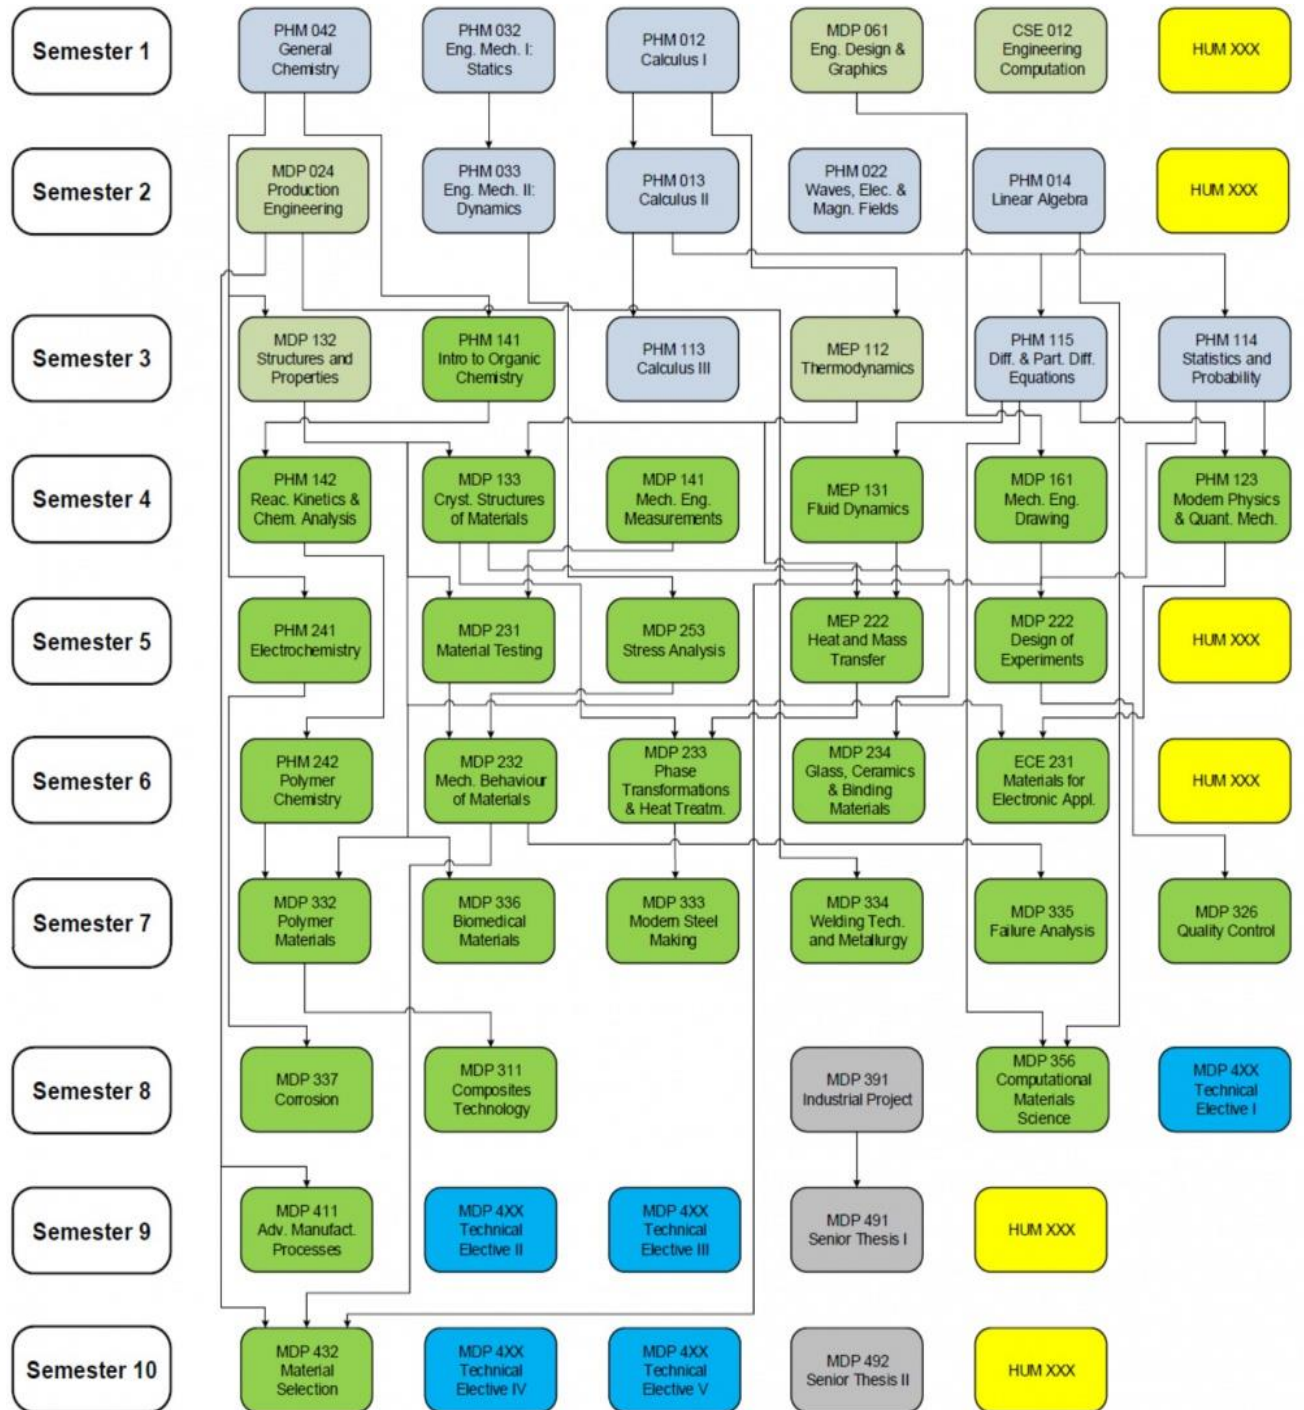 Semester 1
PHM 042
General
Chemistry
PHM 032
Eng. Mech. I:
Statics
PHM 012
Calculus I
MDP 061
Eng. Design &
Graphics
CSE 012
Engineering
Computation
HUM XXX
Semester 2
MDP 024
Production
Engineering
PHM 033
Eng. Mech. II:
Dynamics
PHM 013
Calculus II
PHM 022
Waves, Elec. &
Magn. Fields
PHM 014
Linear Algebra
HUM XXX
Semester 3
MDP 132
Structures and
Properties
PHM 141
Intro to Organic
Chemistry
PHM 113
Calculus III
MEP 112
Thermodynamics
PHM 115
Diff. & Part. Diff.
Equations
PHM 114
Statistics and
Probability
Semester 4
PHM 142
Reac. Kinetics &
Chem. Analysis
MDP 133
Cryst. Structures
of Materials
MDP 141
Mech. Eng.
Measurements
MEP 131
Fluid Dynamics
MDP 161
Mech. Eng.
Drawing
PHM 123
Modern Physics
& Quant. Mech.
Semester 5
PHM 241
Electrochemistry
MDP 231
Material Testing
MDP 253
Stress Analysis
MEP 222
Heat and Mass
Transfer
MDP 222
Design of
Experiments
HUM XXX
Semester 6
PHM 242
Polymer
Chemistry
MDP 232
Mech. Behaviour
of Materials
MDP 233
Phase
Transformations
& Heat Treatm.
MDP 234
Glass, Ceramics
& Binding
Materials
ECE 231
Materials for
Electronic Appl.
HUM XXX
Semester 7
MDP 332
Polymer
Materials
MDP 336
Biomedical
Materials
MDP 333
Modern Steel
Making
MDP 334
Welding Tech.
and Metallurgy
MDP 335
Failure Analysis
MDP 326
Quality Control
Semester 8
MDP 337
Corrosion
MDP 311
Composites
Technology
MDP 391
Industrial Project
MDP 356
Computational
Materials
Science
MDP 4XX
Technical
Elective I
Semester 9
MDP 411
Adv. Manufact.
Processes
MDP 4XX
Technical
Elective II
MDP 4XX
Technical
Elective III
MDP 491
Senior Thesis I
HUM XXX
Semester 10
MDP 432
Material
Selection
MDP 4XX
Technical
Elective IV
MDP 4XX
Technical
Elective V
MDP 492
Senior Thesis II
HUM XXX